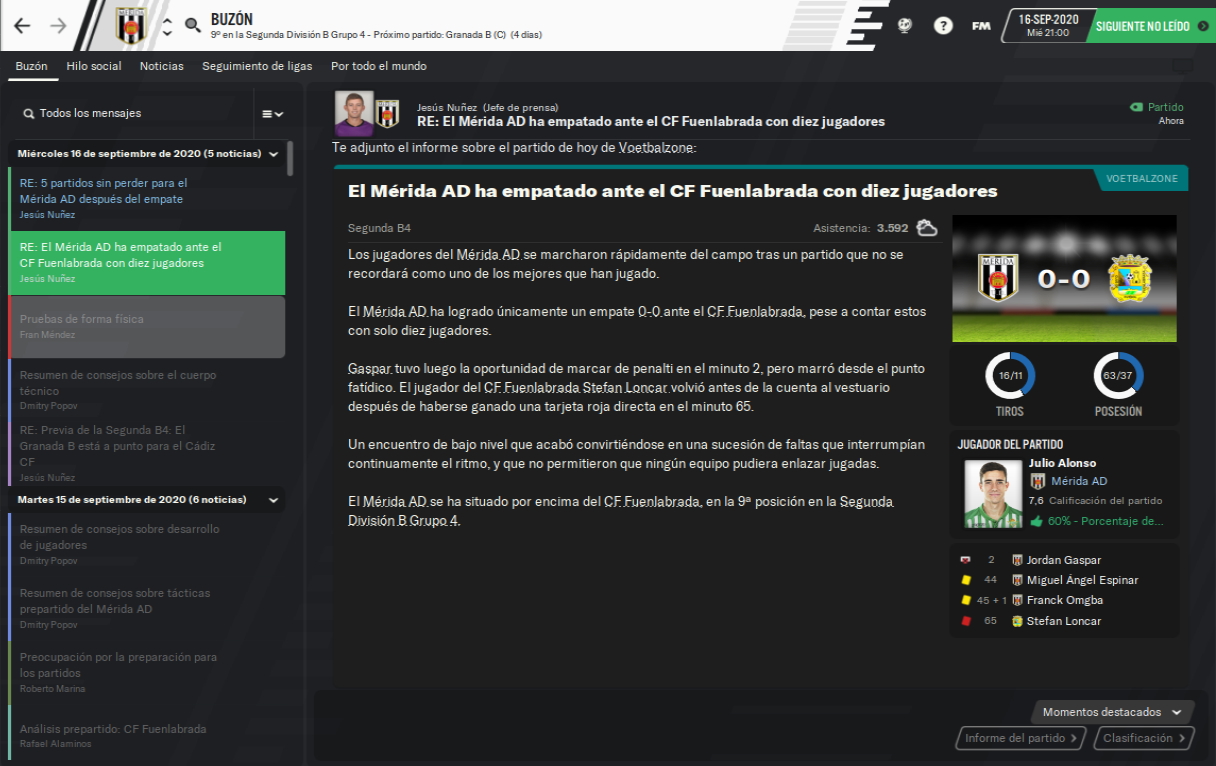 BUZÓN
9º en la Segunda División B Grupo 4 - Próximo partido: Granada B (C) (4 días)
?
FM
16-SEP-2020
Mié 21:00
SIGUIENTE NO LEÍDO
Buzón
Hilo social
Noticias
Seguimiento de ligas
Por todo el mundo
Todos los mensajes
Miércoles 16 de septiembre de 2020 (5 noticias)
RE: 5 partidos sin perder para el
Mérida AD después del empate
Jesús Nuñez
RE: El Mérida AD ha empatado ante el
CF Fuenlabrada con diez jugadores
Jesús Nuñez
Pruebas de forma física
Fran Méndez
Resumen de consejos sobre el cuerpo
técnico
Dmitry Popov
RE: Previa de la Segunda B4: El
Granada B está a punto para el Cádiz
CF
Jesús Nuñez
Martes 15 de septiembre de 2020 (6 noticias)
Resumen de consejos sobre desarrollo
de jugadores
Dmitry Popov
Resumen de consejos sobre tácticas
prepartido del Mérida AD
Dmitry Popov
Preocupación por la preparación para
los partidos
Roberto Marina
Análisis prepartido: CF Fuenlabrada
Rafael Alaminos
Jesús Nuñez (Jefe de prensa)
RE: El Mérida AD ha empatado ante el CF Fuenlabrada con diez jugadores
Partido
Ahora
Te adjunto el informe sobre el partido de hoy de Voetbalzone:
VOETBALZONE
El Mérida AD ha empatado ante el CF Fuenlabrada con diez jugadores
Segunda B4
Asistencia: 3.592
Los jugadores del Mérida AD se marcharon rápidamente del campo tras un partido que no se
recordará como uno de los mejores que han jugado.
El Mérida AD ha logrado únicamente un empate 0-0 ante el CF Fuenlabrada, pese a contar estos
con solo diez jugadores.
Gaspar tuvo luego la oportunidad de marcar de penalti en el minuto 2, pero marró desde el punto
fatídico. El jugador del CF Fuenlabrada Stefan Loncar volvió antes de la cuenta al vestuario
después de haberse ganado una tarjeta roja directa en el minuto 65.
Un encuentro de bajo nivel que acabó convirtiéndose en una sucesión de faltas que interrumpían
continuamente el ritmo, y que no permitieron que ningún equipo pudiera enlazar jugadas.
El Mérida AD se ha situado por encima del CF Fuenlabrada, en la 9ª posición en la Segunda
División B Grupo 4.
MÉRIDA
0-0
16/11
TIROS
63/37
POSESIÓN
JUGADOR DEL PARTIDO
Julio Alonso
Mérida AD
7,6 Calificación del partido
60% - Porcentaje de...
2 Jordan Gaspar
44 Miguel Ángel Espinar
45 + 1 Franck Omgba
65 Stefan Loncar
Momentos destacados
Informe del partido
Clasificación